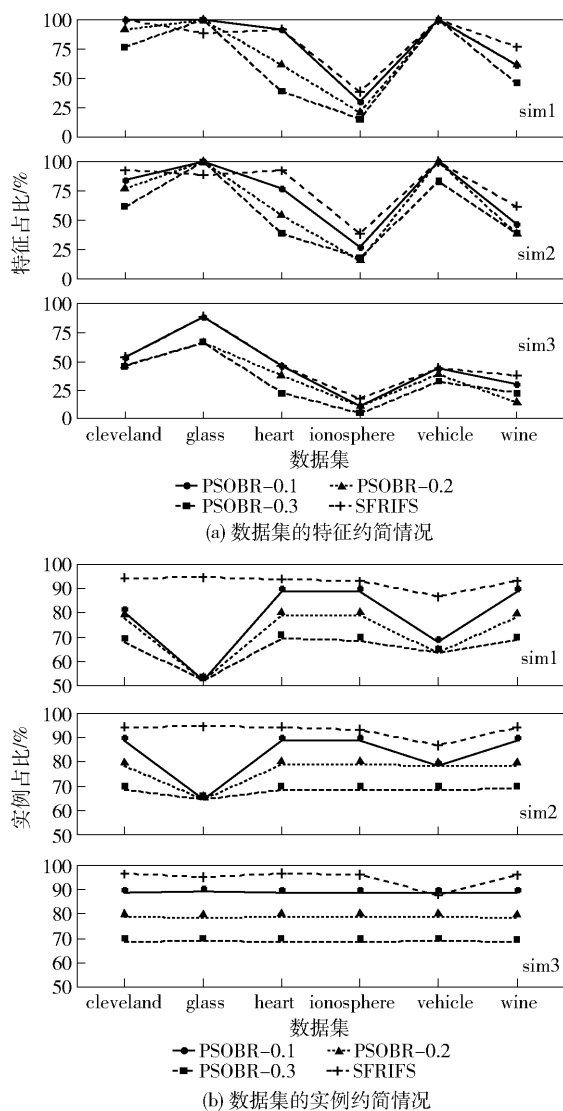 100
75
50
25
0
sim1
100
75
50
25
0
sim2
100
75
50
25
0
sim3
特征占比/%
cleveland glass heart ionosphere vehicle wine
数据集
PSOBR-0.1 PSOBR-0.2
PSOBR-0.3 SFRIFS
(a) 数据集的特征约简情况
100
90
80
70
60
50
sim1
100
90
80
70
60
50
sim2
100
90
80
70
60
50
sim3
实例占比/%
cleveland glass heart ionosphere vehicle wine
数据集
PSOBR-0.1 PSOBR-0.2
PSOBR-0.3 SFRIFS
(b) 数据集的实例约简情况